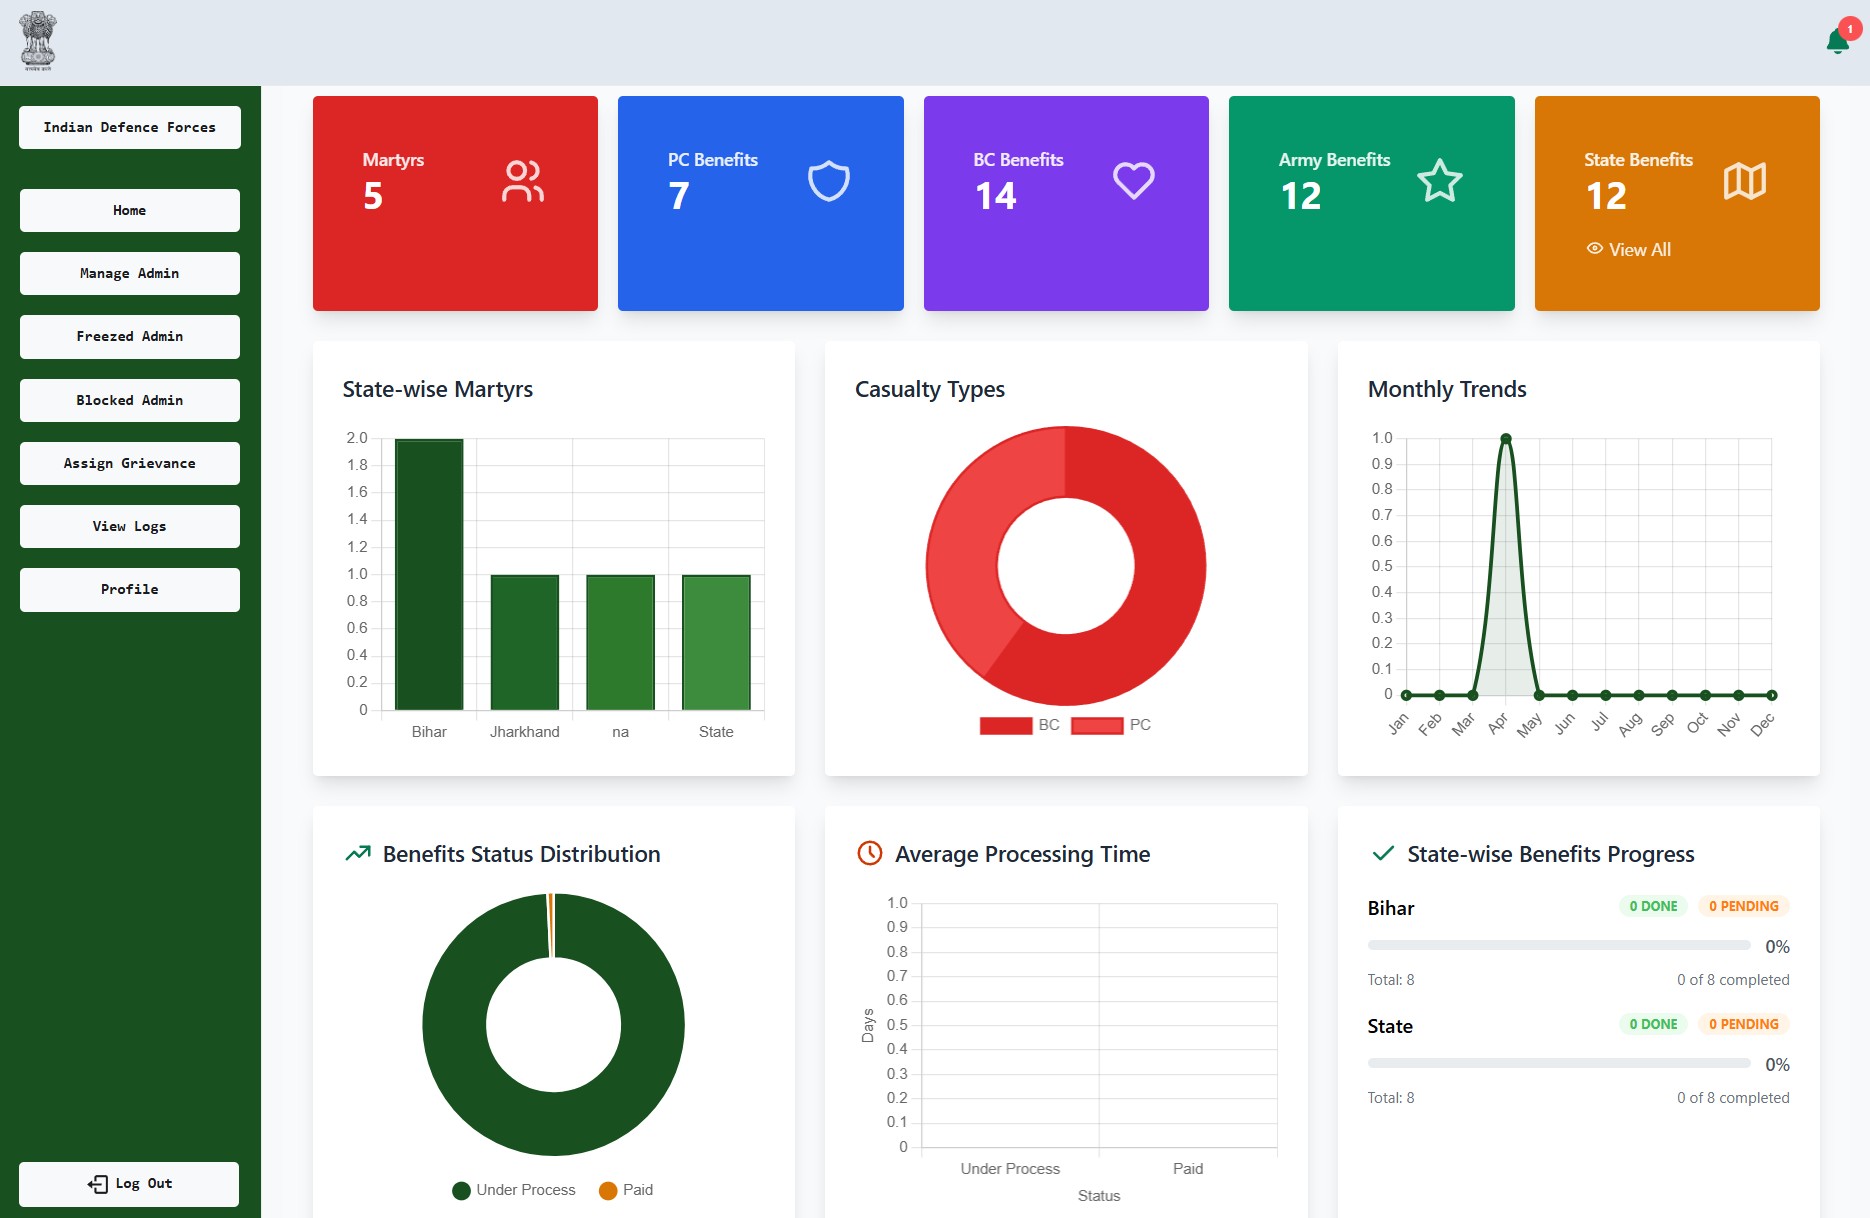 1
Indian Defence Forces
Home
Manage Admin
Freezed Admin
Blocked Admin
Assign Grievance
View Logs
Profile
Log Out
Martyrs
5
PC Benefits
7
BC Benefits
14
Army Benefits
12
State Benefits
12
View All
State-wise Martyrs
2.0
1.8
1.6
1.4
1.2
1.0
0.8
0.6
0.4
0.2
0
Bihar Jharkhand na State
Casualty Types
BC PC
Monthly Trends
1.0
0.9
0.8
0.7
0.6
0.5
0.4
0.3
0.2
0.1
0
Jan Feb Mar Apr May Jun Jul Aug Sep Oct Nov Dec
Benefits Status Distribution
Under Process Paid
Average Processing Time
Days
1.0
0.9
0.8
0.7
0.6
0.5
0.4
0.3
0.2
0.1
0
Under Process Paid
Status
State-wise Benefits Progress
Bihar 0 DONE 0 PENDING
0%
Total: 8 0 of 8 completed
State 0 DONE 0 PENDING
0%
Total: 8 0 of 8 completed